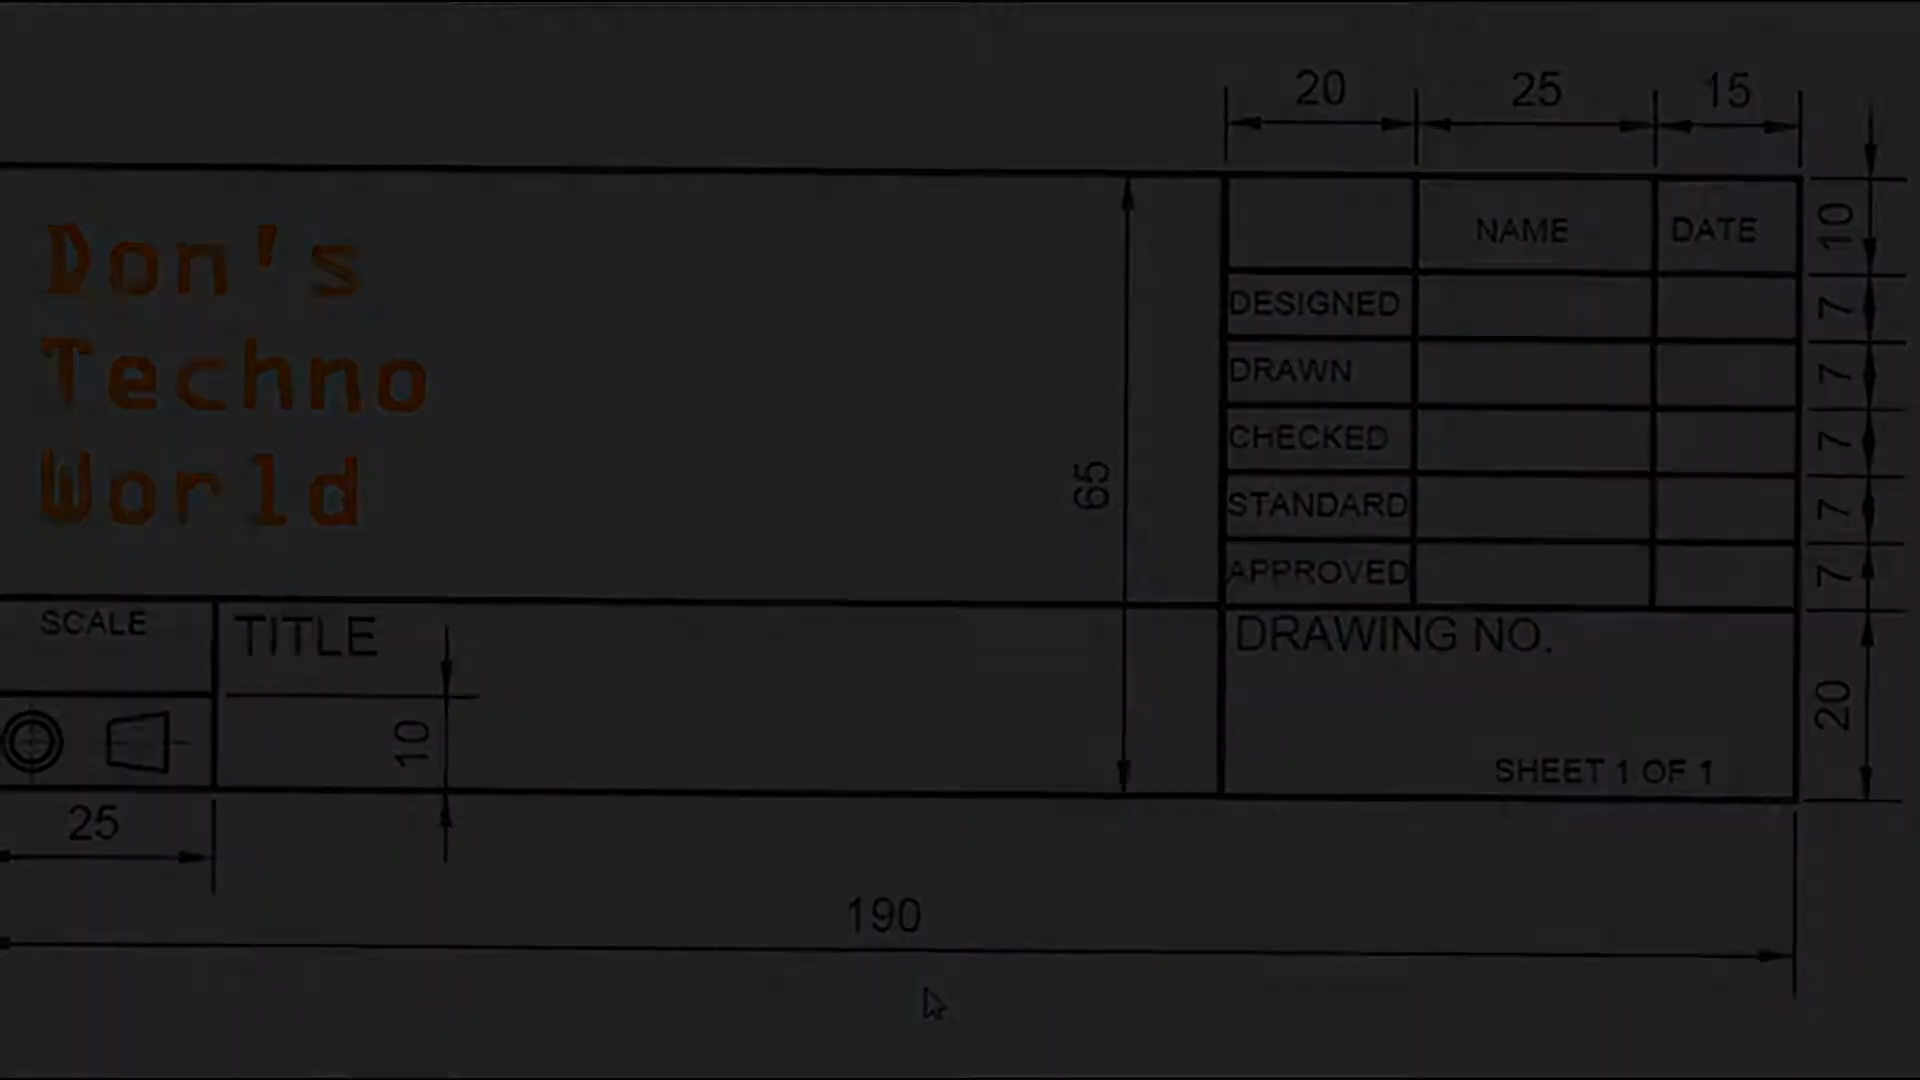 20 25 15
NAME DATE 10
Don's
Techno
World
DESIGNED 7
DRAWN 7
CHECKED 7
65
STANDARD 7
APPROVED 7
SCALE TITLE DRAWING NO.
10 20
SHEET 1 OF 1
25
190